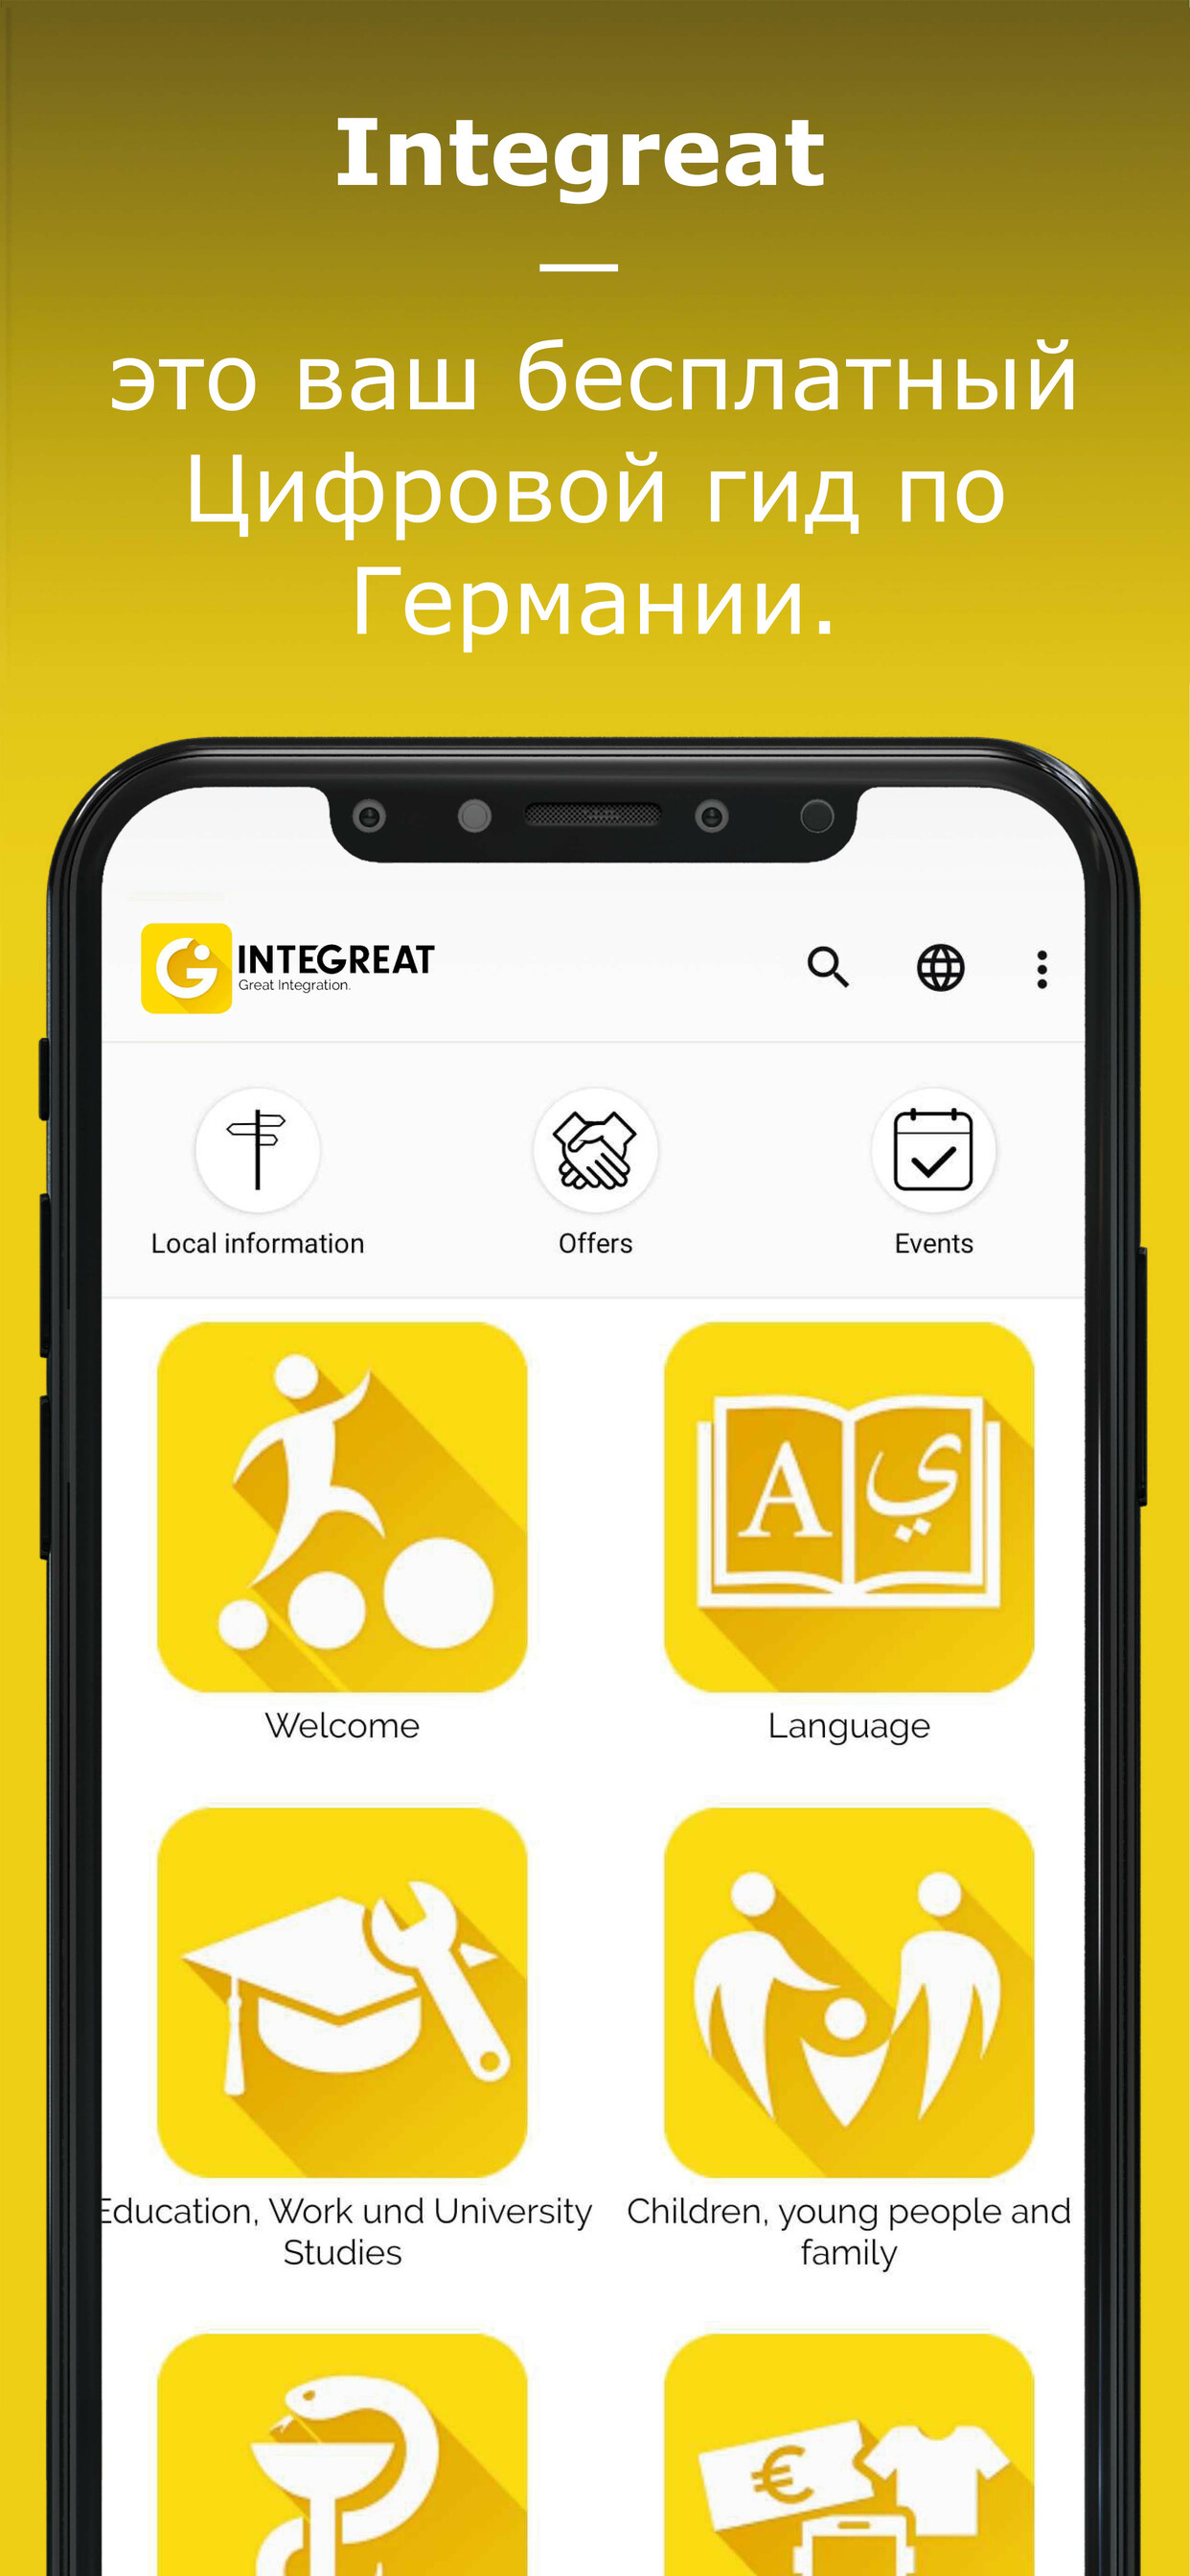 Integreat
—
это ваш бесплатный
Цифровой гид по
Германии.
INTEGREAT
Great Integration.
Local information
Offers
Events
A ي
€
Welcome
Language
Education, Work und University
Studies
Children, young people and
family